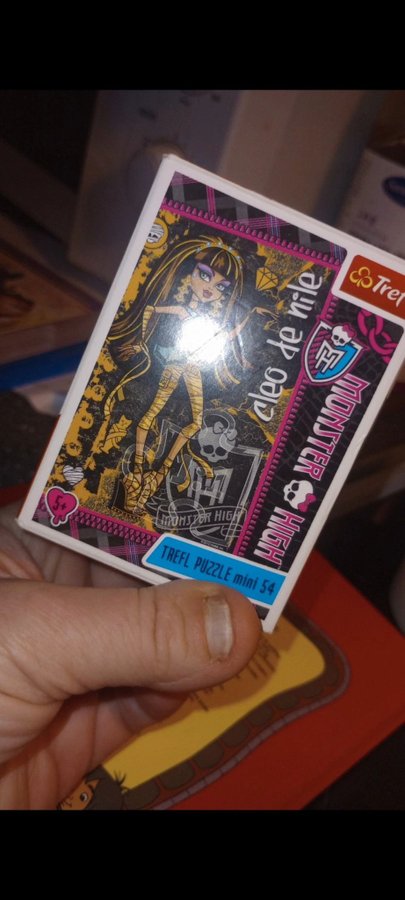 Tref
cleo de nile
MONSTER HIGH
MONSTER HIGH
5+
TREFL PUZZLE mini 54